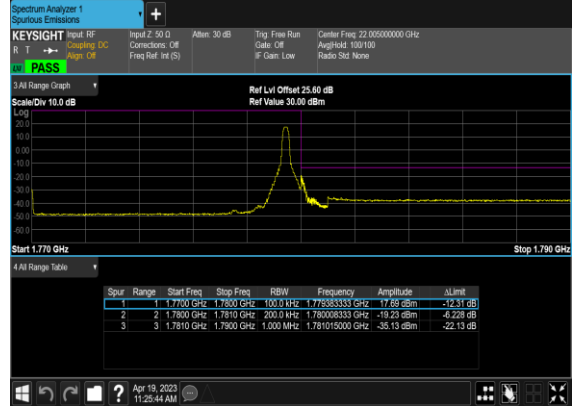 Spectrum Analyzer 1
Spurious Emissions
+
KEYSIGHT Input: RF Input Z: 50 Ω Atten: 30 dB Trig: Free Run Center Freq: 22.005000000 GHz
R T Coupling: DC Corrections: Off Gate: Off Avg|Hold: 100/100
Align: Off Freq Ref: Int (S) IF Gain: Low Radio Std: None
PASS
3 All Range Graph
Ref Lvl Offset 25.60 dB
Scale/Div 10.0 dB Ref Value 30.00 dBm
Log
20.0
10.0
0.00
-10.0
-20.0
-30.0
-40.0
-50.0
-60.0
Start 1.770 GHz Stop 1.790 GHz
4 All Range Table
Spur Range Start Freq Stop Freq RBW Frequency Amplitude ΔLimit
1 1 1.7700 GHz 1.7800 GHz 100.0 kHz 1.779383333 GHz 17.69 dBm -12.31 dB
2 2 1.7800 GHz 1.7810 GHz 200.0 kHz 1.780008333 GHz -19.23 dBm -6.228 dB
3 3 1.7810 GHz 1.7900 GHz 1.000 MHz 1.781015000 GHz -35.13 dBm -22.13 dB
? Apr 19, 2023
11:25:44 AM